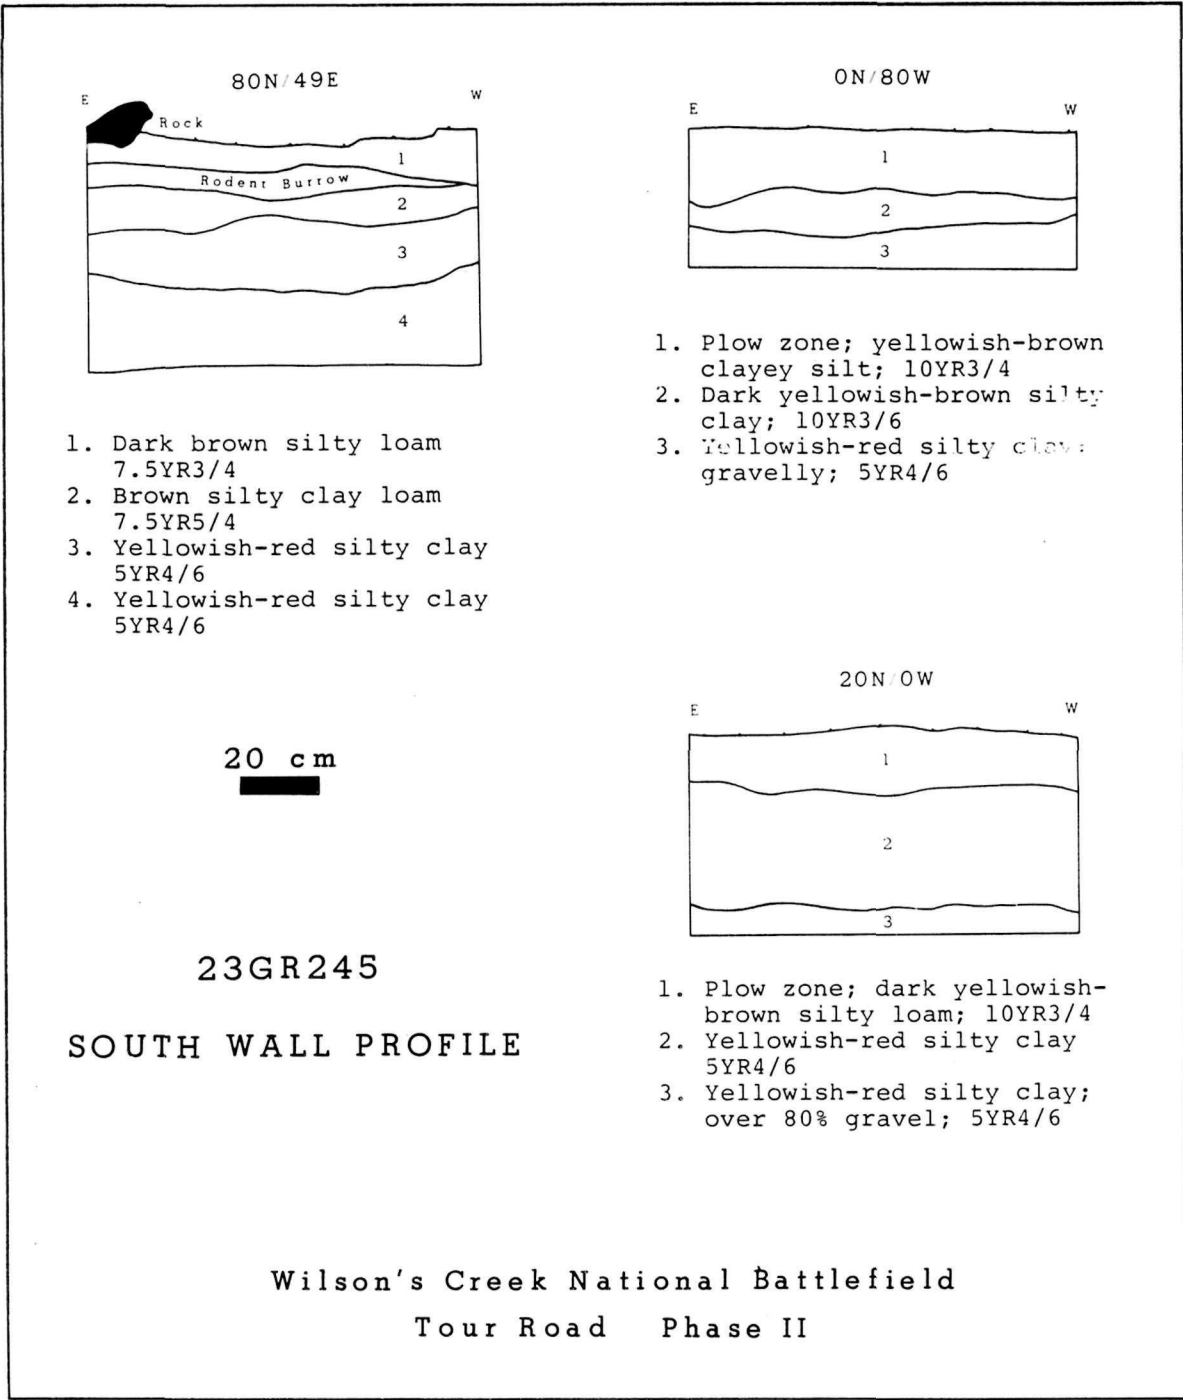 80N/49E
E
W
Rock
1
Rodent Burrow
2
3
4
1. Dark brown silty loam
7.5YR3/4
2. Brown silty clay loam
7.5YR5/4
3. Yellowish-red silty clay
5YR4/6
4. Yellowish-red silty clay
5YR4/6
20 cm
23GR245
SOUTH WALL PROFILE
0N/80W
E
W
1
2
3
1. Plow zone; yellowish-brown
clayey silt; 10YR3/4
2. Dark yellowish-brown silty
clay; 10YR3/6
3. Yellowish-red silty clay;
gravelly; 5YR4/6
20N/0W
E
W
1
2
3
1. Plow zone; dark yellowish-
brown silty loam; 10YR3/4
2. Yellowish-red silty clay
5YR4/6
3. Yellowish-red silty clay;
over 80% gravel; 5YR4/6
Wilson's Creek National Battlefield
Tour Road Phase II